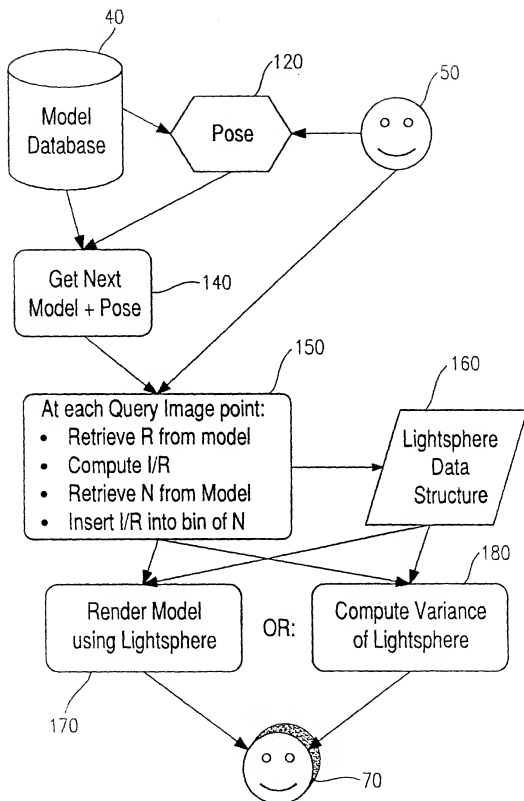 40
120
50
Model
Database
Pose
Get Next
Model + Pose
140
150
160
At each Query Image point:
• Retrieve R from model
• Compute I/R
• Retrieve N from Model
• Insert I/R into bin of N
Lightsphere
Data
Structure
180
Render Model
using Lightsphere
OR:
Compute Variance
of Lightsphere
170
70